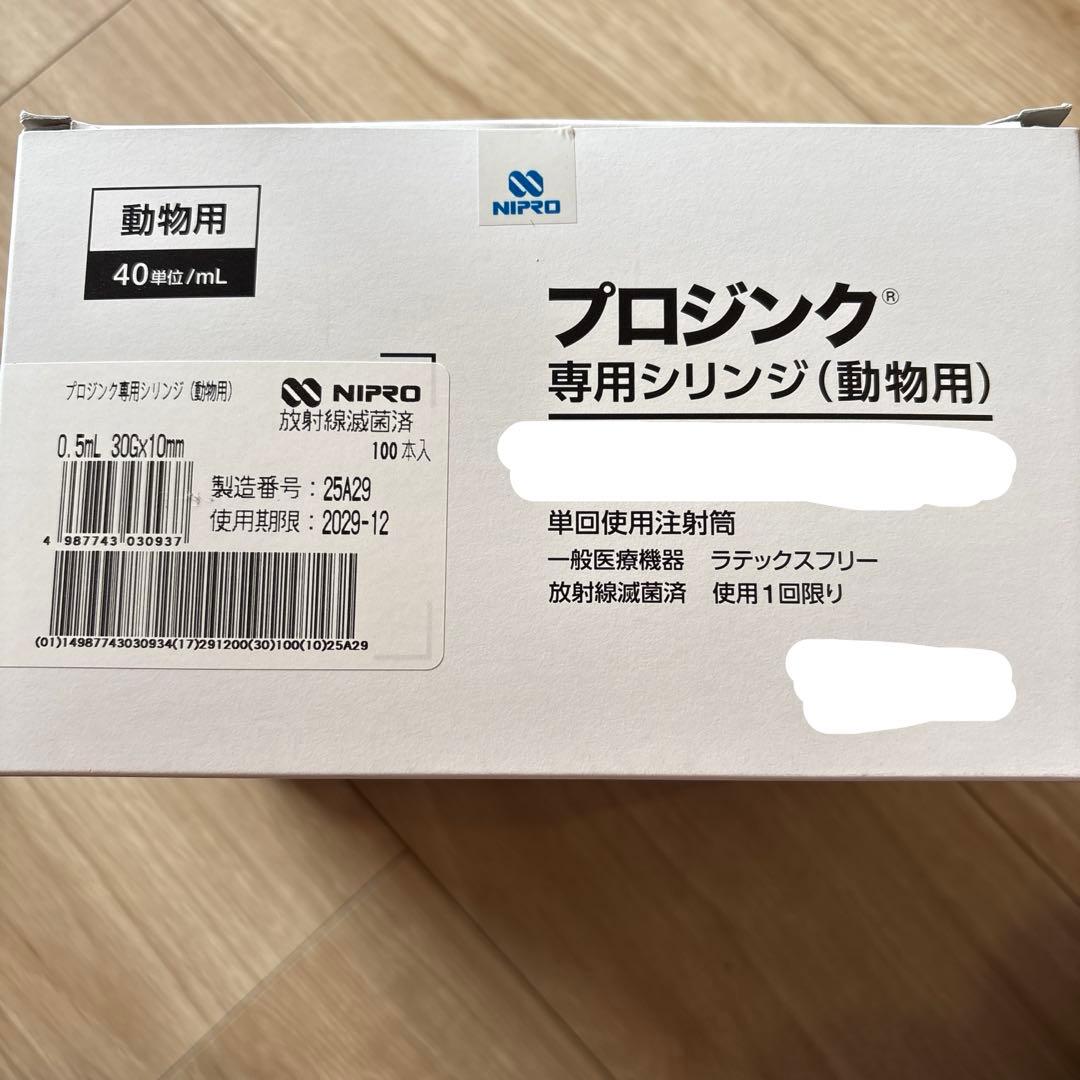 NIPRO
動物用
40単位/mL
プロジンク®
専用シリンジ(動物用)
単回使用注射筒
一般医療機器 ラテックスフリー
放射線滅菌済 使用1回限り
プロジンク専用シリンジ(動物用)
NIPRO
放射線滅菌済
0.5mL 30G×10mm
100本入
製造番号:25A29
使用期限:2029-12
4 987743 030937
(01)14987743030934(17)291200(30)100(10)25A29